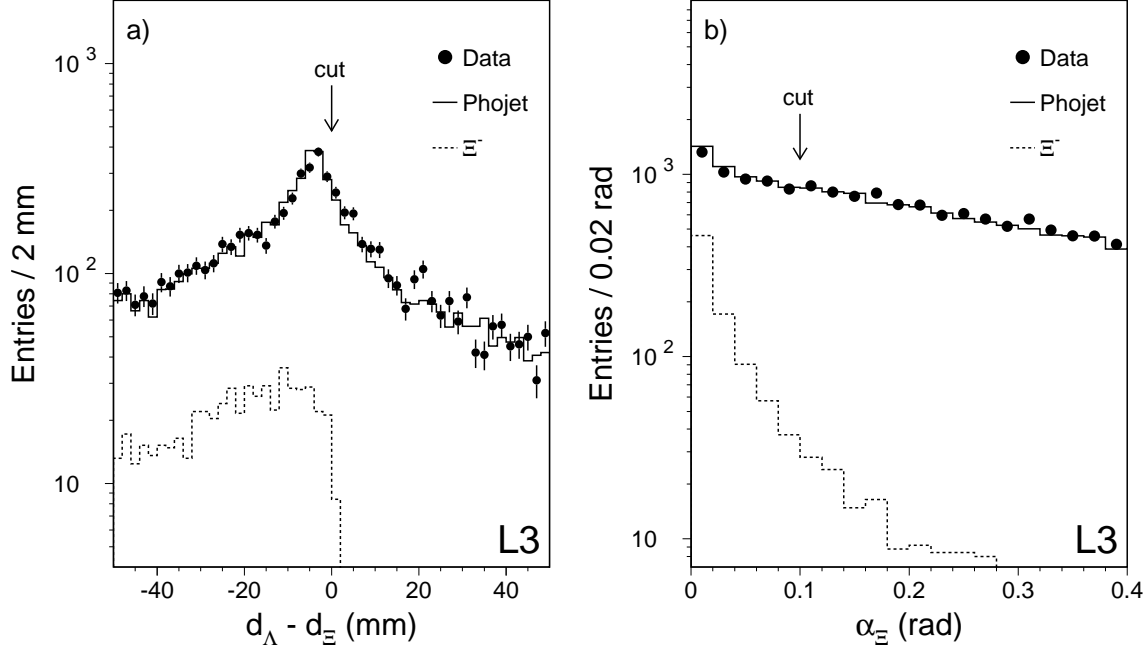 a)
Data
Phojet
Ξ⁻
cut
10³
10²
10
Entries / 2 mm
-40 -20 0 20 40
d_Λ - d_Ξ (mm)
L3
b)
Data
Phojet
Ξ⁻
cut
10³
10²
10
Entries / 0.02 rad
0 0.1 0.2 0.3 0.4
α_Ξ (rad)
L3